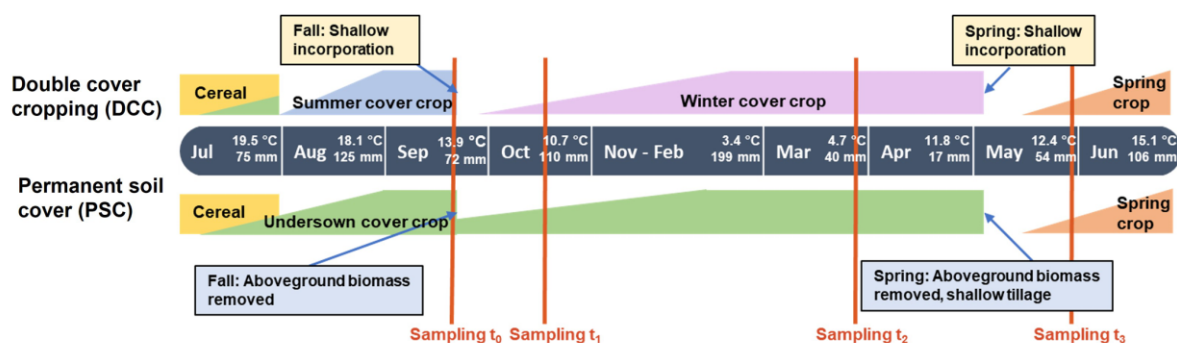 Fall: Shallow
incorporation
Spring: Shallow
incorporation
Double cover
cropping (DCC)
Cereal
Summer cover crop
Winter cover crop
Spring
crop
Jul
19.5 °C
75 mm
Aug
18.1 °C
125 mm
Sep
13.9 °C
72 mm
Oct
10.7 °C
110 mm
Nov - Feb
3.4 °C
199 mm
Mar
4.7 °C
40 mm
Apr
11.8 °C
17 mm
May
12.4 °C
54 mm
Jun
15.1 °C
106 mm
Permanent soil
cover (PSC)
Cereal
Undersown cover crop
Spring
crop
Fall: Aboveground biomass
removed
Spring: Aboveground biomass
removed, shallow tillage
Sampling t₀
Sampling t₁
Sampling t₂
Sampling t₃